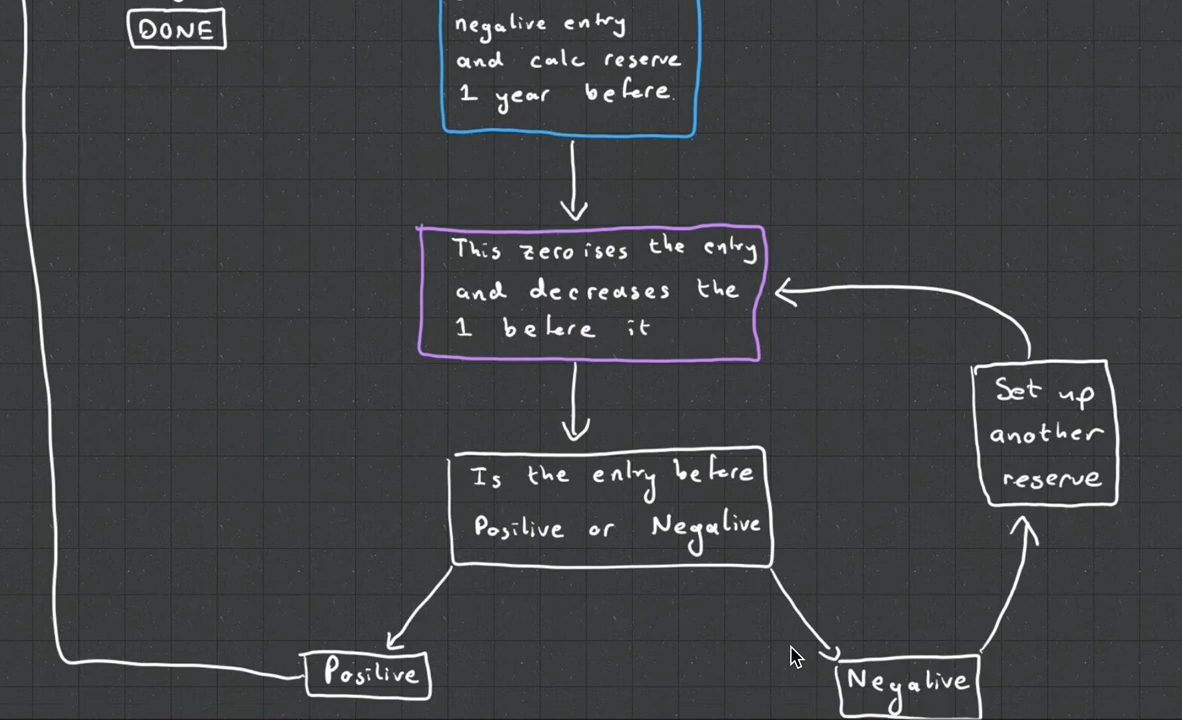 DONE
negative entry
and calc reserve
1 year before.
This zeroises the entry
and decreases the
1 before it
Set up
another
reserve
Is the entry before
Positive or Negative
Positive
Negative